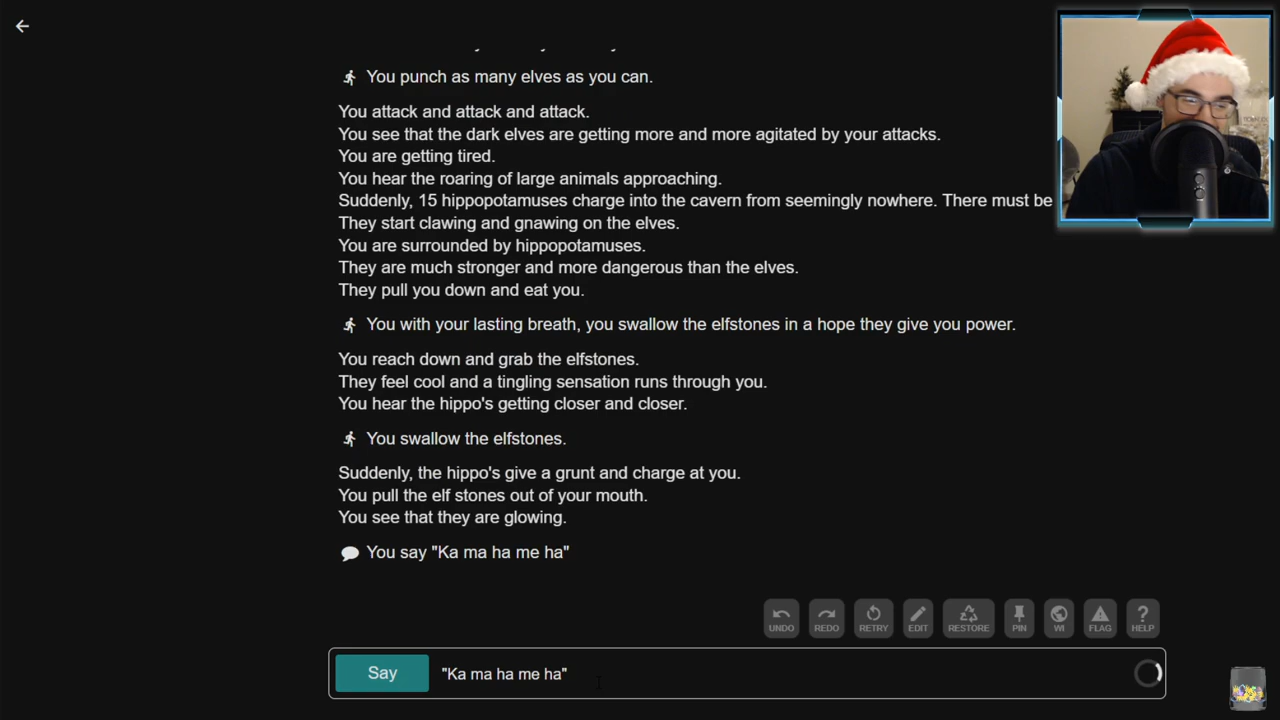 You punch as many elves as you can.
You attack and attack and attack.
You see that the dark elves are getting more and more agitated by your attacks.
You are getting tired.
You hear the roaring of large animals approaching.
Suddenly, 15 hippopotamuses charge into the cavern from seemingly nowhere. There must be
They start clawing and gnawing on the elves.
You are surrounded by hippopotamuses.
They are much stronger and more dangerous than the elves.
They pull you down and eat you.
You with your lasting breath, you swallow the elfstones in a hope they give you power.
You reach down and grab the elfstones.
They feel cool and a tingling sensation runs through you.
You hear the hippo's getting closer and closer.
You swallow the elfstones.
Suddenly, the hippo's give a grunt and charge at you.
You pull the elf stones out of your mouth.
You see that they are glowing.
You say "Ka ma ha me ha"
UNDO REDO RETRY EDIT RESTORE PIN WI FLAG HELP
Say "Ka ma ha me ha"